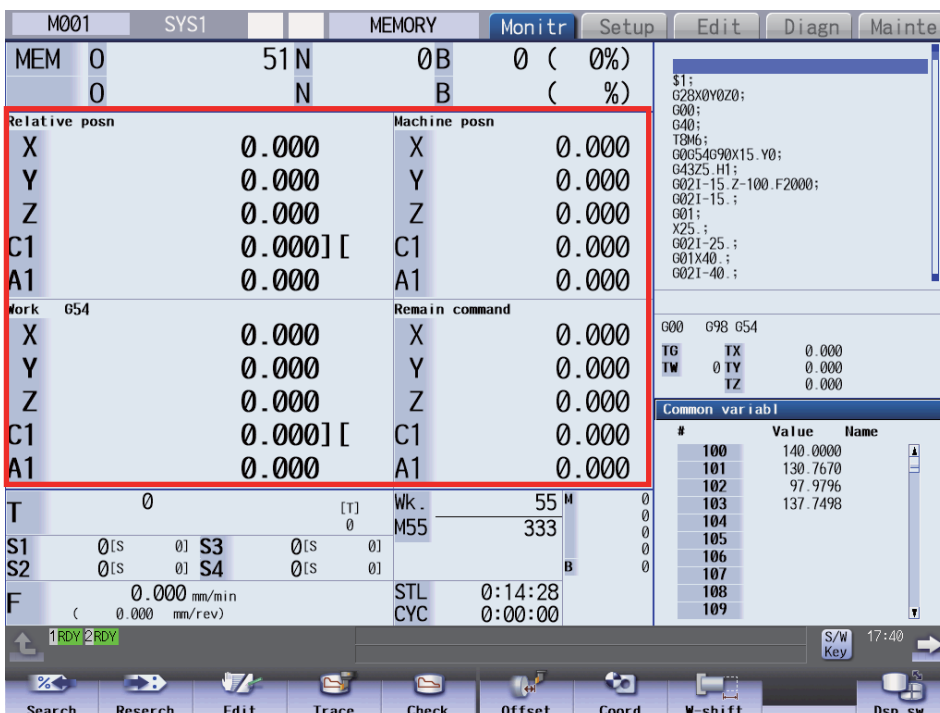 M001 SYS1 MEMORY Monitr Setup Edit Diagn Mainte
MEM O 51 N 0 B 0 ( 0%)
O N B ( %)
Relative posn
X 0.000
Y 0.000
Z 0.000
C1 0.000][
A1 0.000
Machine posn
X 0.000
Y 0.000
Z 0.000
C1 0.000
A1 0.000
Work G54
X 0.000
Y 0.000
Z 0.000
C1 0.000][
A1 0.000
Remain command
X 0.000
Y 0.000
Z 0.000
C1 0.000
A1 0.000
T 0 [T]
0
S1 0[S 0] S3 0[S 0]
S2 0[S 0] S4 0[S 0]
F 0.000 mm/min
( 0.000 mm/rev)
Wk. 55
M55 333
M 0
0
0
0
B 0
STL 0:14:28
CYC 0:00:00
$1;
G28X0Y0Z0;
G00;
G40;
T8M6;
G0G54G90X15.Y0;
G43Z5.H1;
G02I-15.Z-100.F2000;
G02I-15.;
G01;
X25.;
G02I-25.;
G01X40.;
G02I-40.;
G00 G98 G54
TG TX 0.000
TW 0 TY 0.000
TZ 0.000
Common variabl
# Value Name
100 140.0000
101 130.7670
102 97.9796
103 137.7498
104
105
106
107
108
109
1RDY 2RDY S/W Key 17:40
Search Reserch Edit Trace Check Offset Coord W-shift Dsp sw